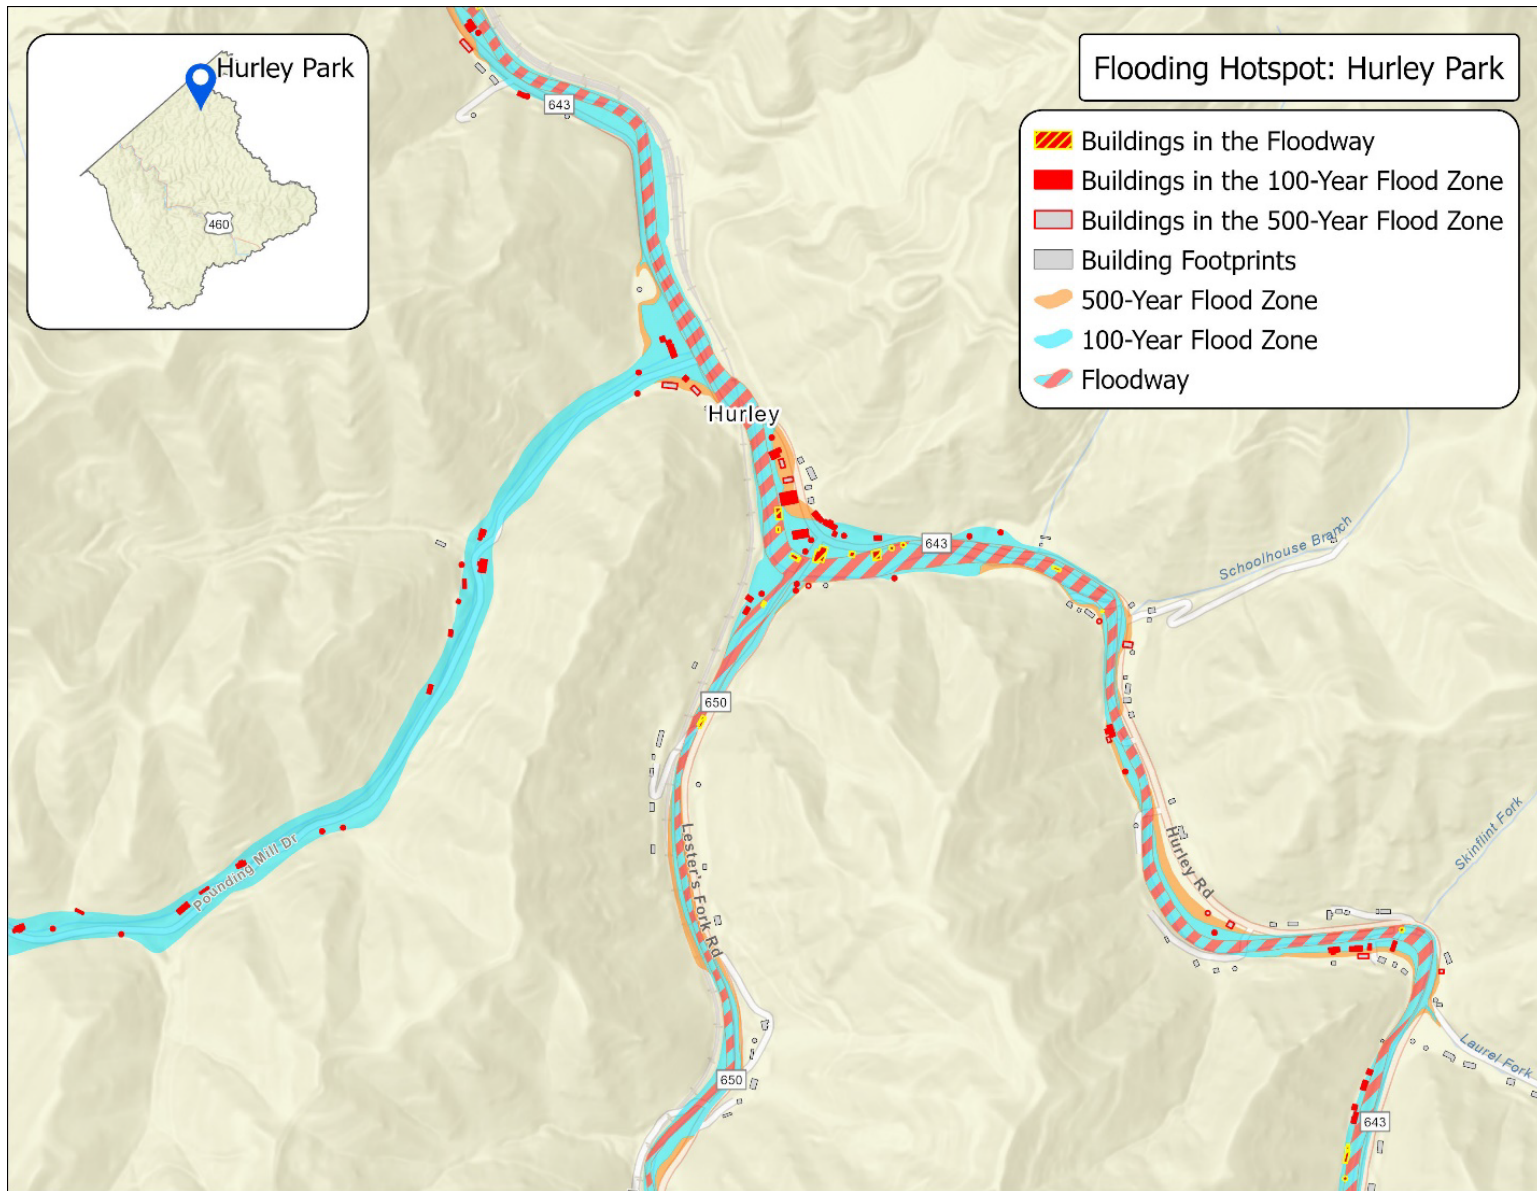 Hurley Park
460
Flooding Hotspot: Hurley Park
Buildings in the Floodway
Buildings in the 100-Year Flood Zone
Buildings in the 500-Year Flood Zone
Building Footprints
500-Year Flood Zone
100-Year Flood Zone
Floodway
643
Hurley
643
Schoolhouse Branch
650
Pounding Mill Dr
Lester's Fork Rd
Hurley Rd
Skinflint Fork
Laurel Fork
650
643